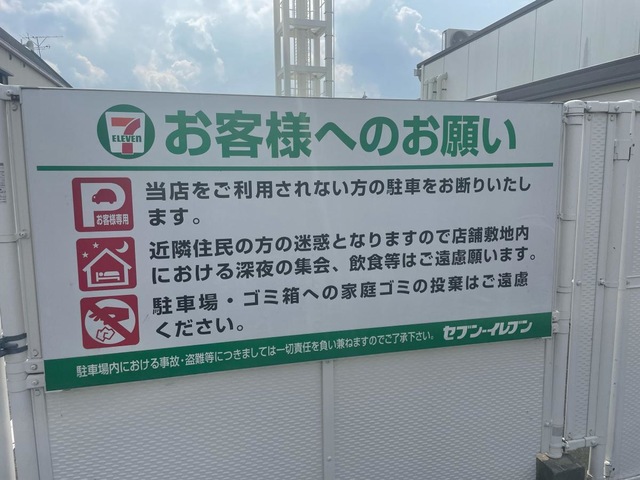 7
ELEVEN
お客様へのお願い
P
お客様専用
当店をご利用されない方の駐車をお断りいたし
ます。
近隣住民の方の迷惑となりますので店舗敷地内
における深夜の集会、飲食等はご遠慮願います。
駐車場・ゴミ箱への家庭ゴミの投棄はご遠慮
ください。
駐車場内における事故・盗難等につきましては一切責任を負い兼ねますのでご了承下さい。
セブン-イレブン